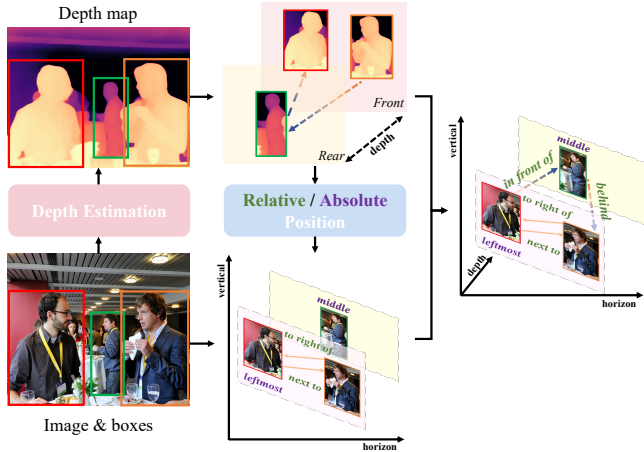 Depth map
Front
Rear
depth
Depth Estimation
Relative / Absolute
Position
Image & boxes
vertical
middle
to right of
next to
leftmost
horizon
vertical
middle
in front of
behind
to right of
next to
leftmost
depth
horizon